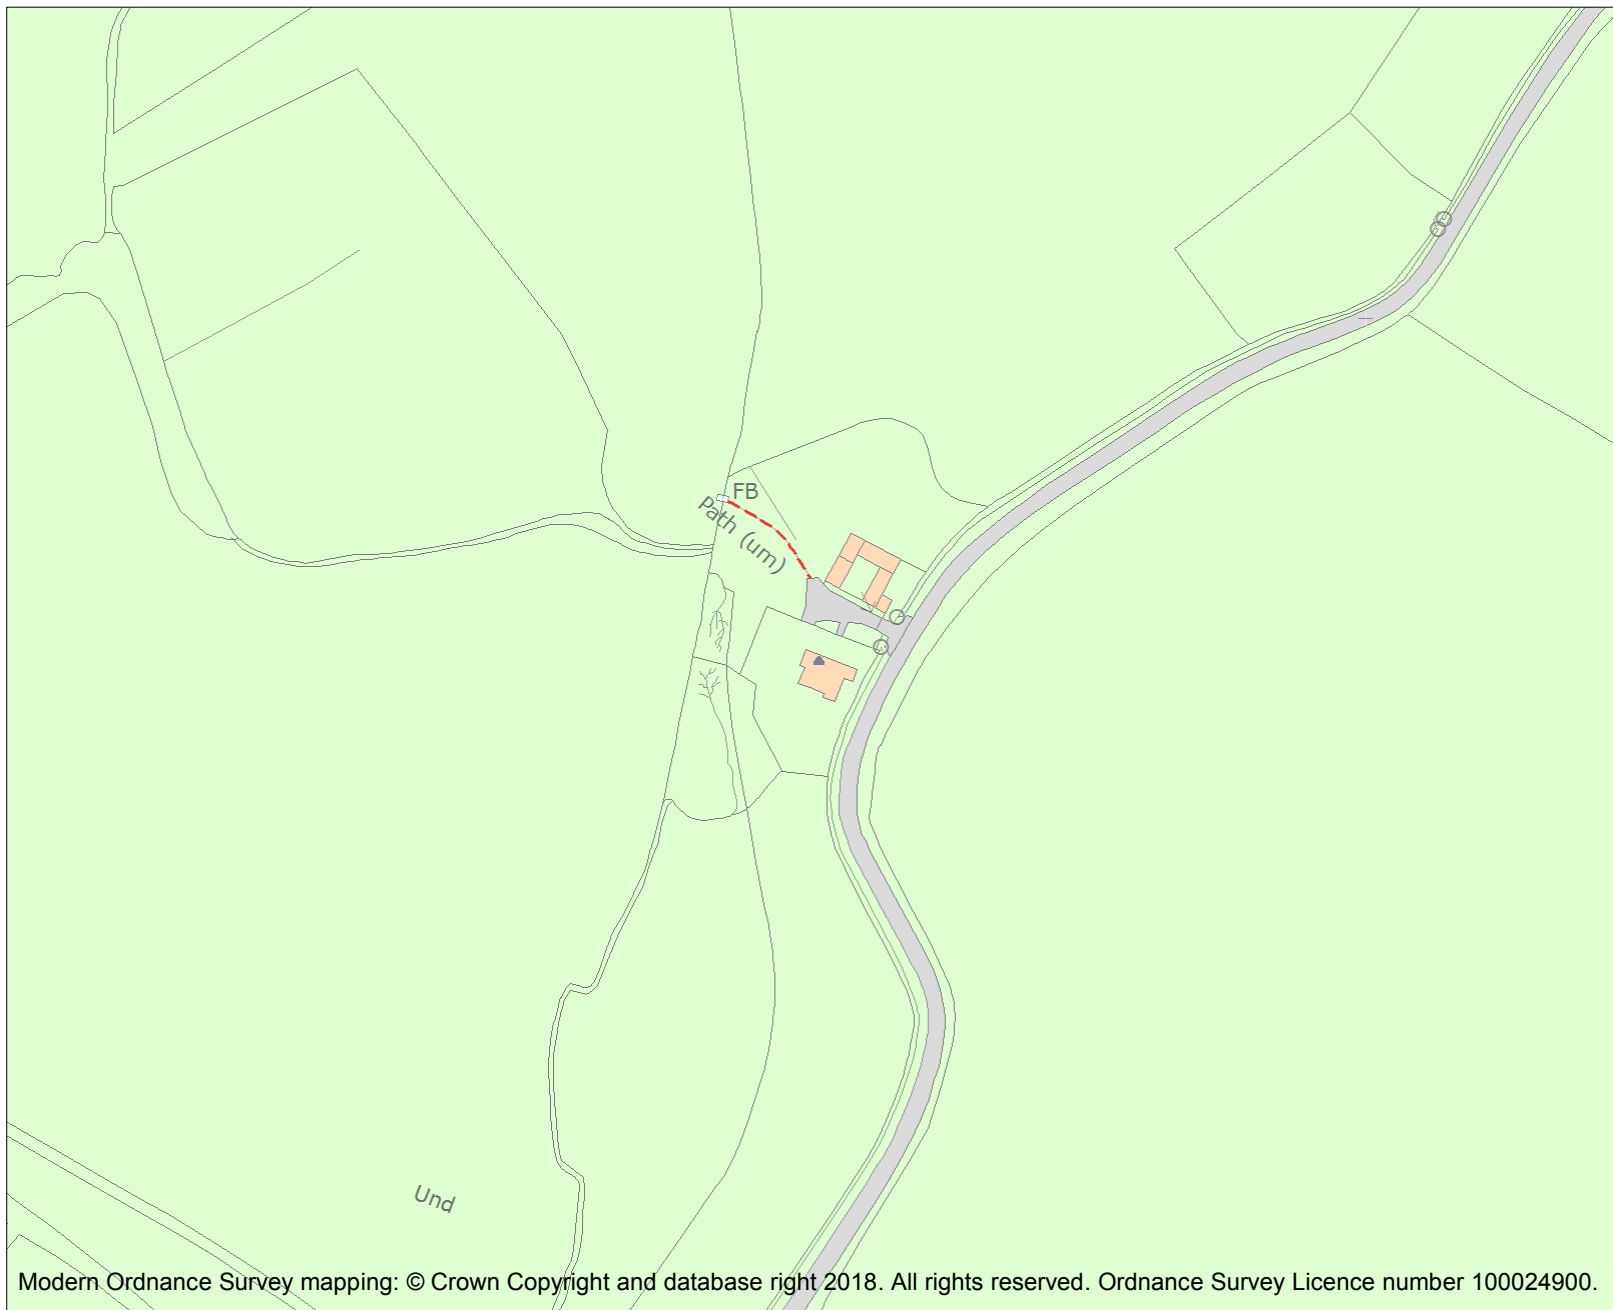 FB
Path (um)
Und
Modern Ordnance Survey mapping: © Crown Copyright and database right 2018. All rights reserved. Ordnance Survey Licence number 100024900.